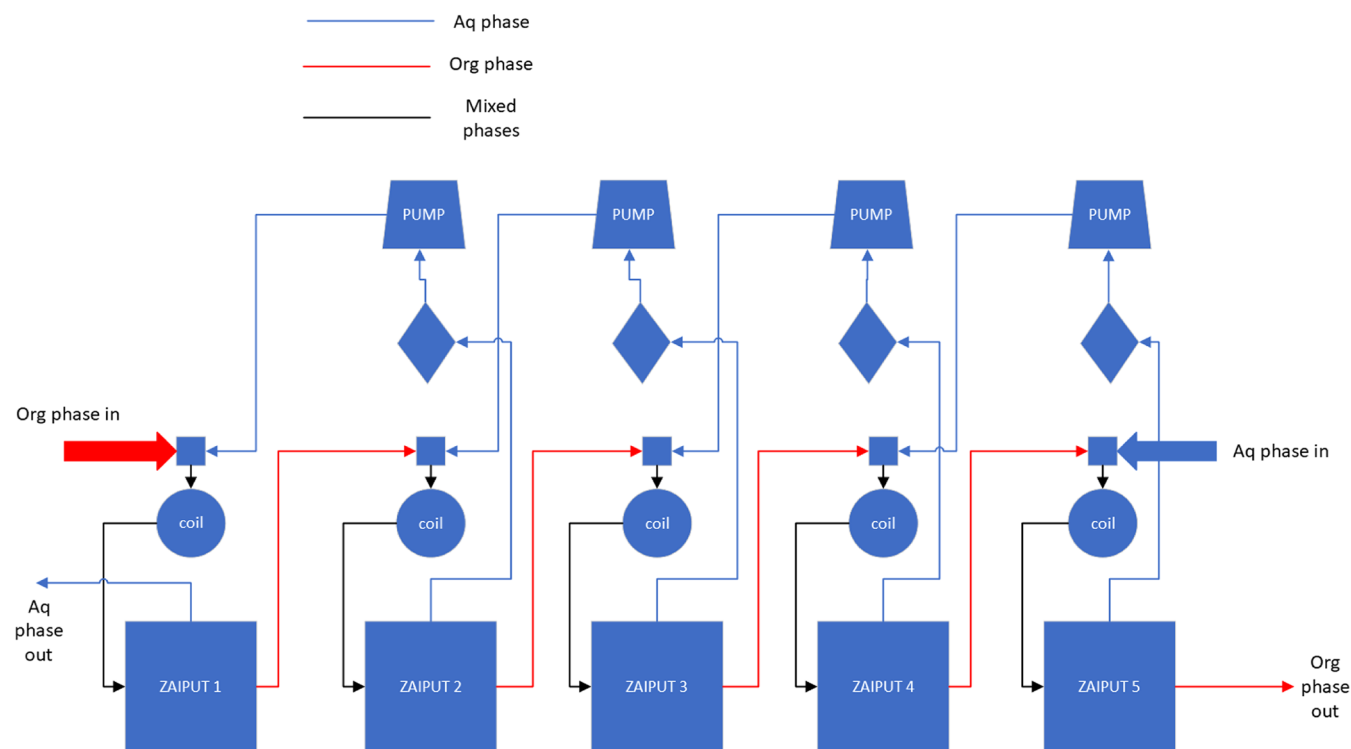 Aq phase
Org phase
Mixed
phases
PUMP
PUMP
PUMP
PUMP
Org phase in
Aq phase in
coil
coil
coil
coil
coil
Aq
phase
out
ZAIPUT 1
ZAIPUT 2
ZAIPUT 3
ZAIPUT 4
ZAIPUT 5
Org
phase
out